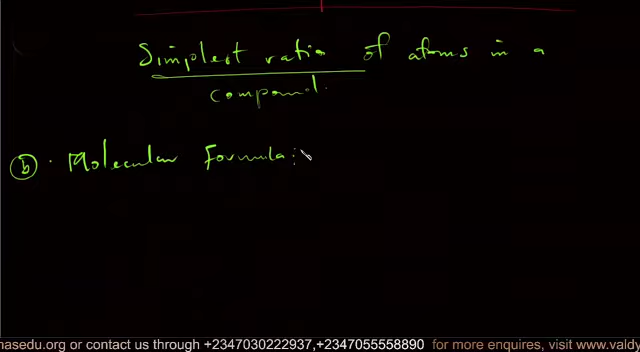 Simplest ratio of atoms in a
compound.
(b). Molecular Formula:
nasedu.org or contact us through +2347030222937,+2347055558890 for more enquires, visit www.valdy